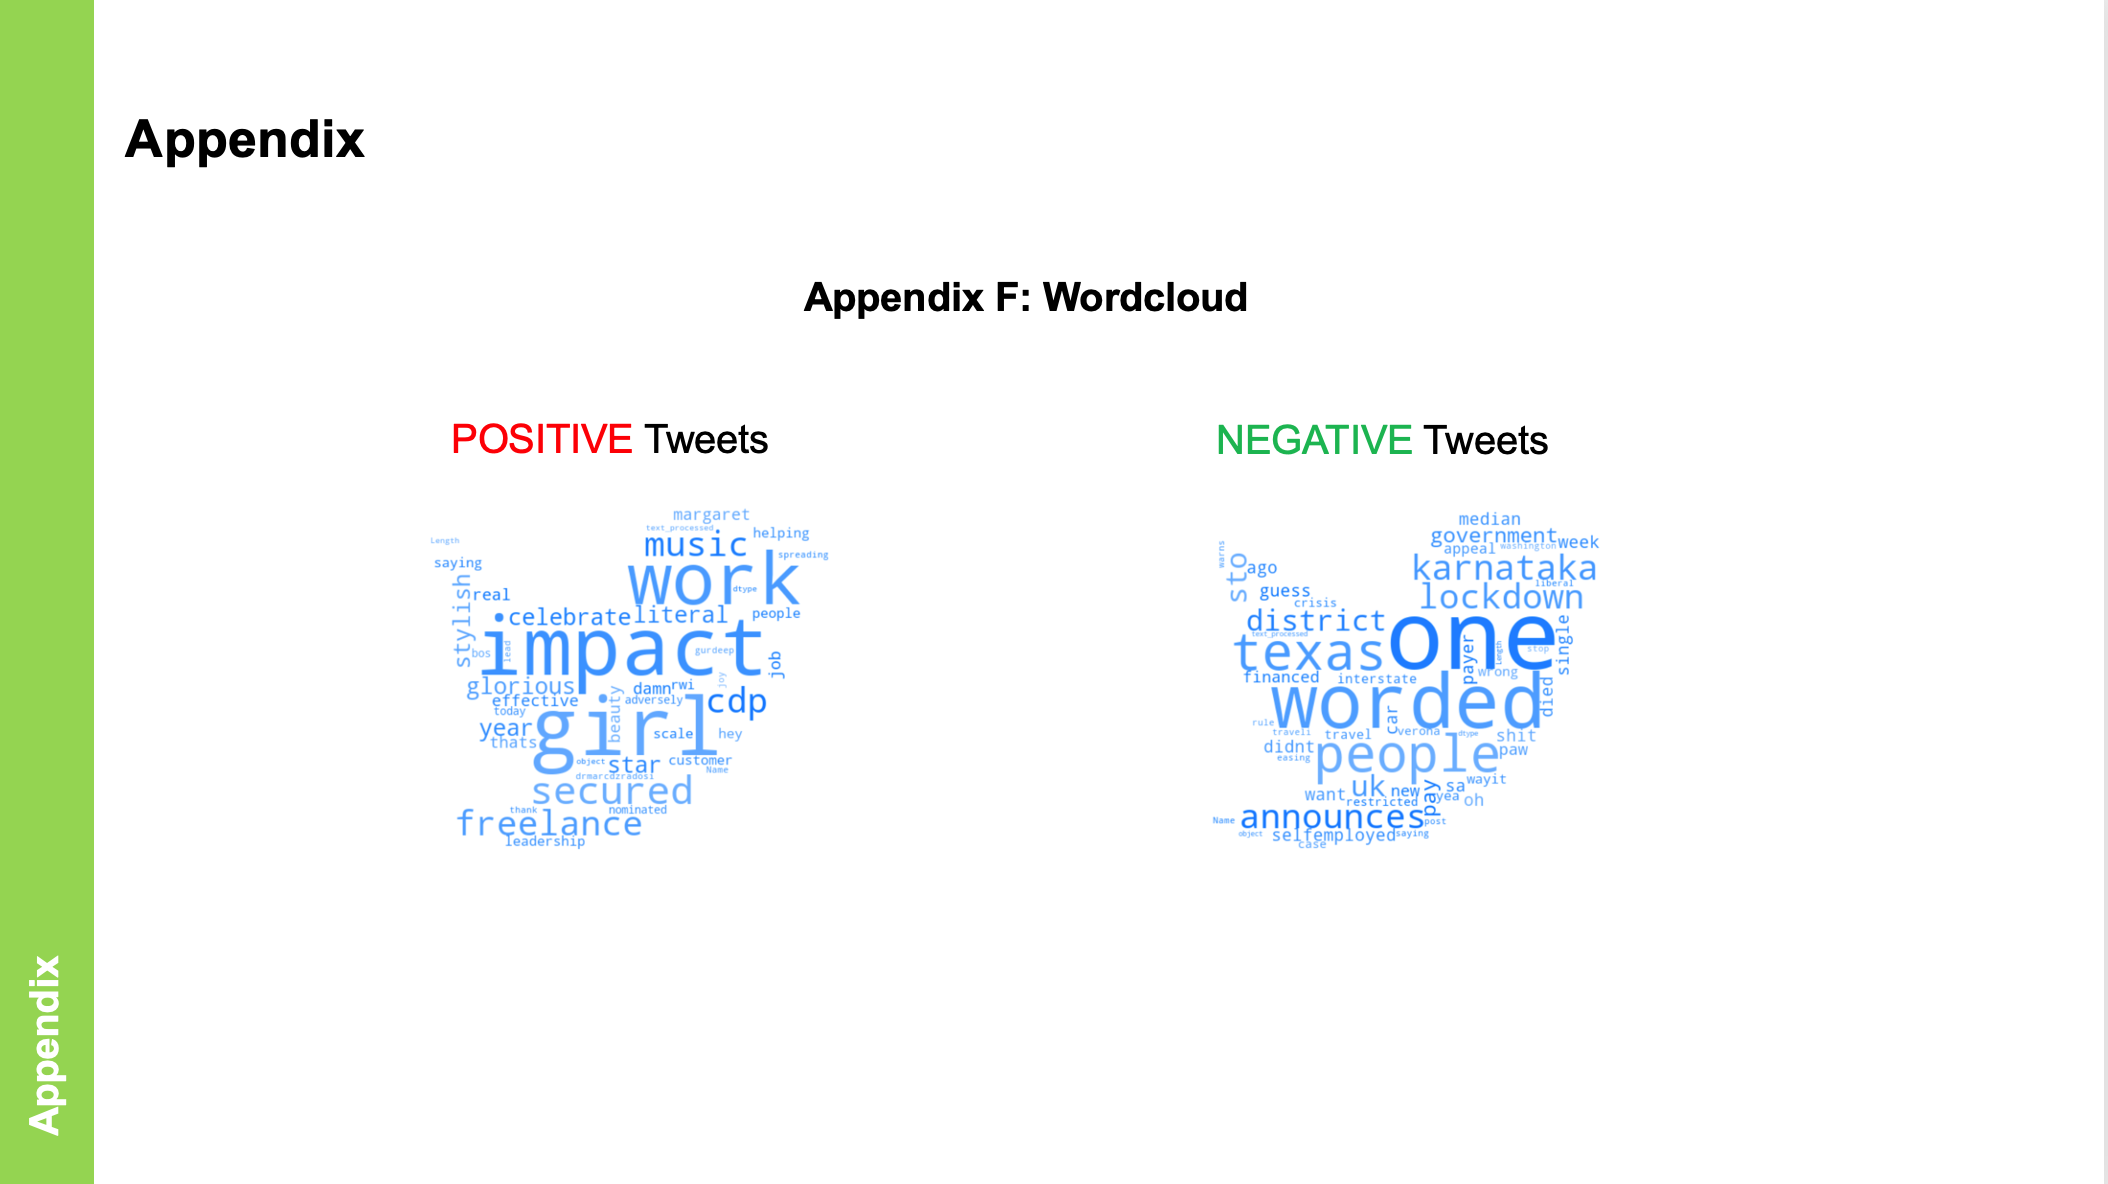 Appendix
Appendix F: Wordcloud
POSITIVE Tweets
margaret
text_processed
Length
music
helping
saying
spreading
work
dtype
stylish
real
celebrate
literal
people
impact
bos
lead
gurdeep
job
glorious
joy
damn
rwi
effective
adversely
cdp
today
girl
beauty
year
thats
scale
hey
object
star
customer
Name
drmarcdzradosi
secured
thank
nominated
freelance
leadership
NEGATIVE Tweets
median
government
week
appeal
washington
warns
sto
ago
karnataka
guess
liberal
crisis
lockdown
district
one
text_processed
texas
payer
Length
stop
single
wrong
financed
interstate
worded
died
rule
car
traveli
travel
verona
dtype
shit
didnt
people
paw
easing
uk
new
pay
sa
wayit
want
restricted
yea
oh
Name
announces
post
object
selfemployed
saying
case
Appendix